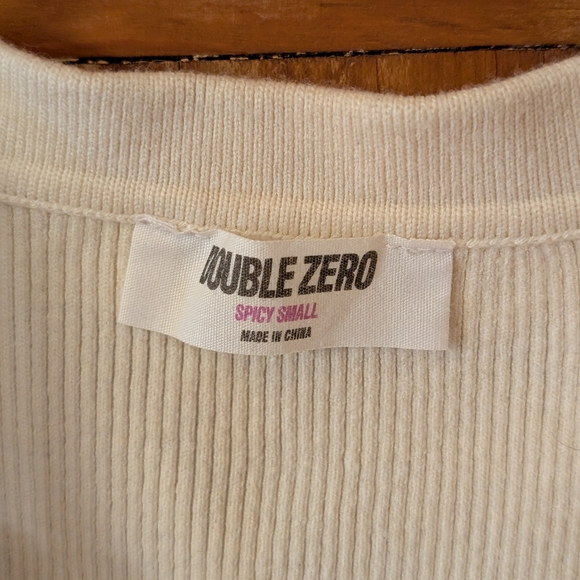 DOUBLE ZERO
SPICY SMALL
MADE IN CHINA